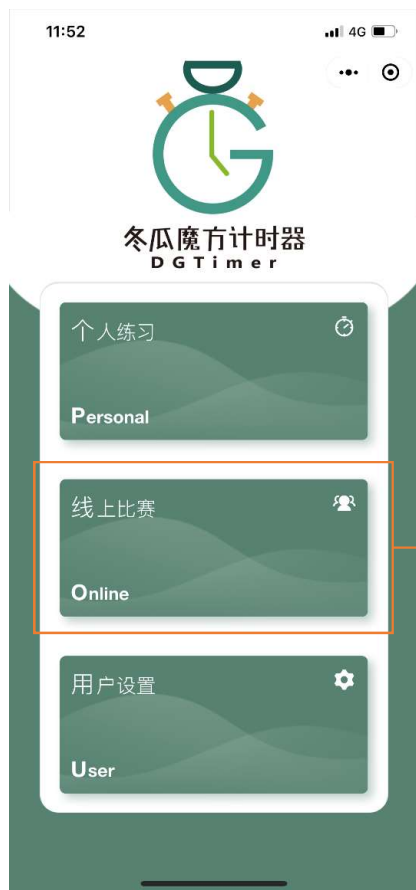 11:52
4G
冬瓜魔方计时器
DGTimer
个人练习
Personal
线上比赛
Online
用户设置
User